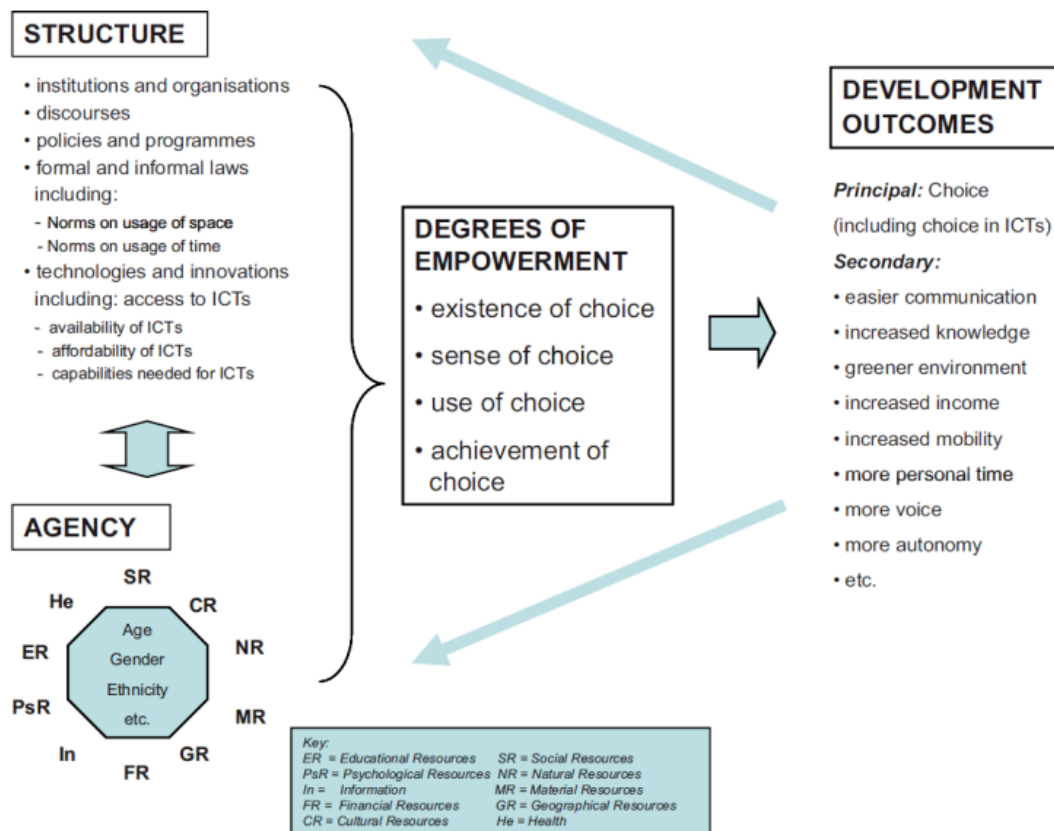 STRUCTURE
• institutions and organisations
• discourses
• policies and programmes
• formal and informal laws
including:
- Norms on usage of space
- Norms on usage of time
• technologies and innovations
including: access to ICTs
- availability of ICTs
- affordability of ICTs
- capabilities needed for ICTs
AGENCY
SR
He
CR
ER
NR
PsR
MR
In
GR
FR
Age
Gender
Ethnicity
etc.
DEGREES OF
EMPOWERMENT
• existence of choice
• sense of choice
• use of choice
• achievement of
choice
DEVELOPMENT
OUTCOMES
Principal: Choice
(including choice in ICTs)
Secondary:
• easier communication
• increased knowledge
• greener environment
• increased income
• increased mobility
• more personal time
• more voice
• more autonomy
• etc.
Key:
ER = Educational Resources SR = Social Resources
PsR = Psychological Resources NR = Natural Resources
In = Information MR = Material Resources
FR = Financial Resources GR = Geographical Resources
CR = Cultural Resources He = Health